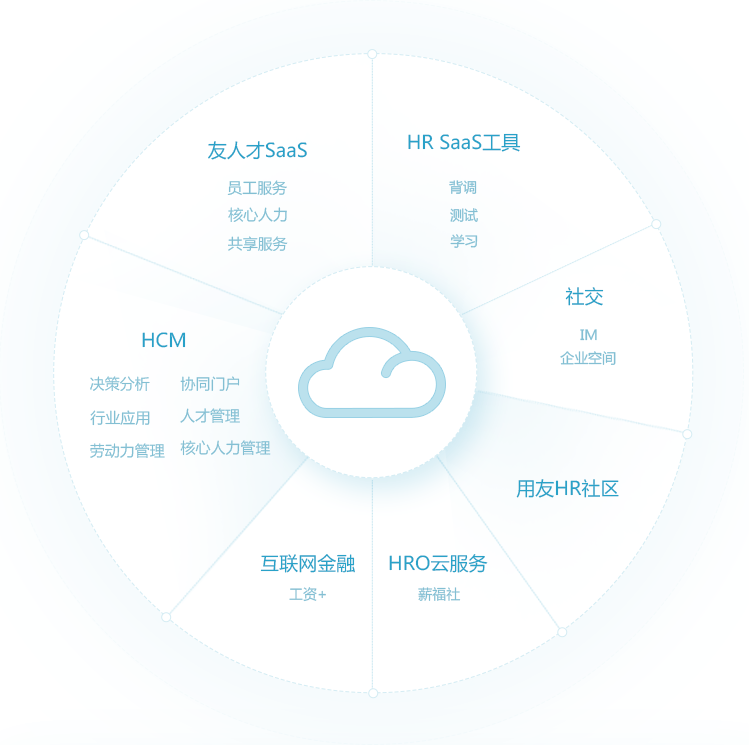 友人才SaaS
员工服务
核心人力
共享服务
HR SaaS工具
背调
测试
学习
社交
IM
企业空间
用友HR社区
HRO云服务
薪福社
互联网金融
工资+
HCM
决策分析 协同门户
行业应用 人才管理
劳动力管理 核心人力管理